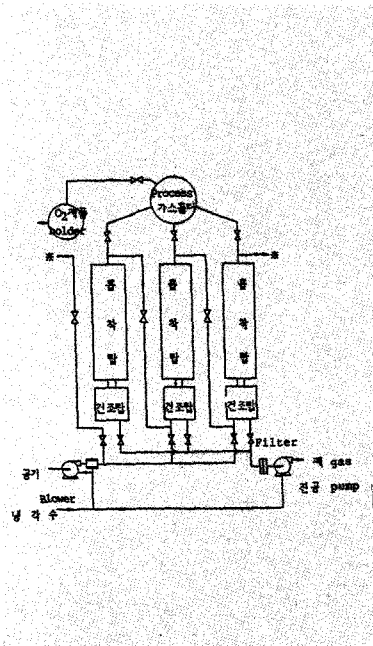 Process
가스홀더
O₂제품
holder
※
※
흡착탑
흡착탑
흡착탑
건조탑
건조탑
건조탑
Filter
공기
폐 gas
Blower
진공 pump
냉각수